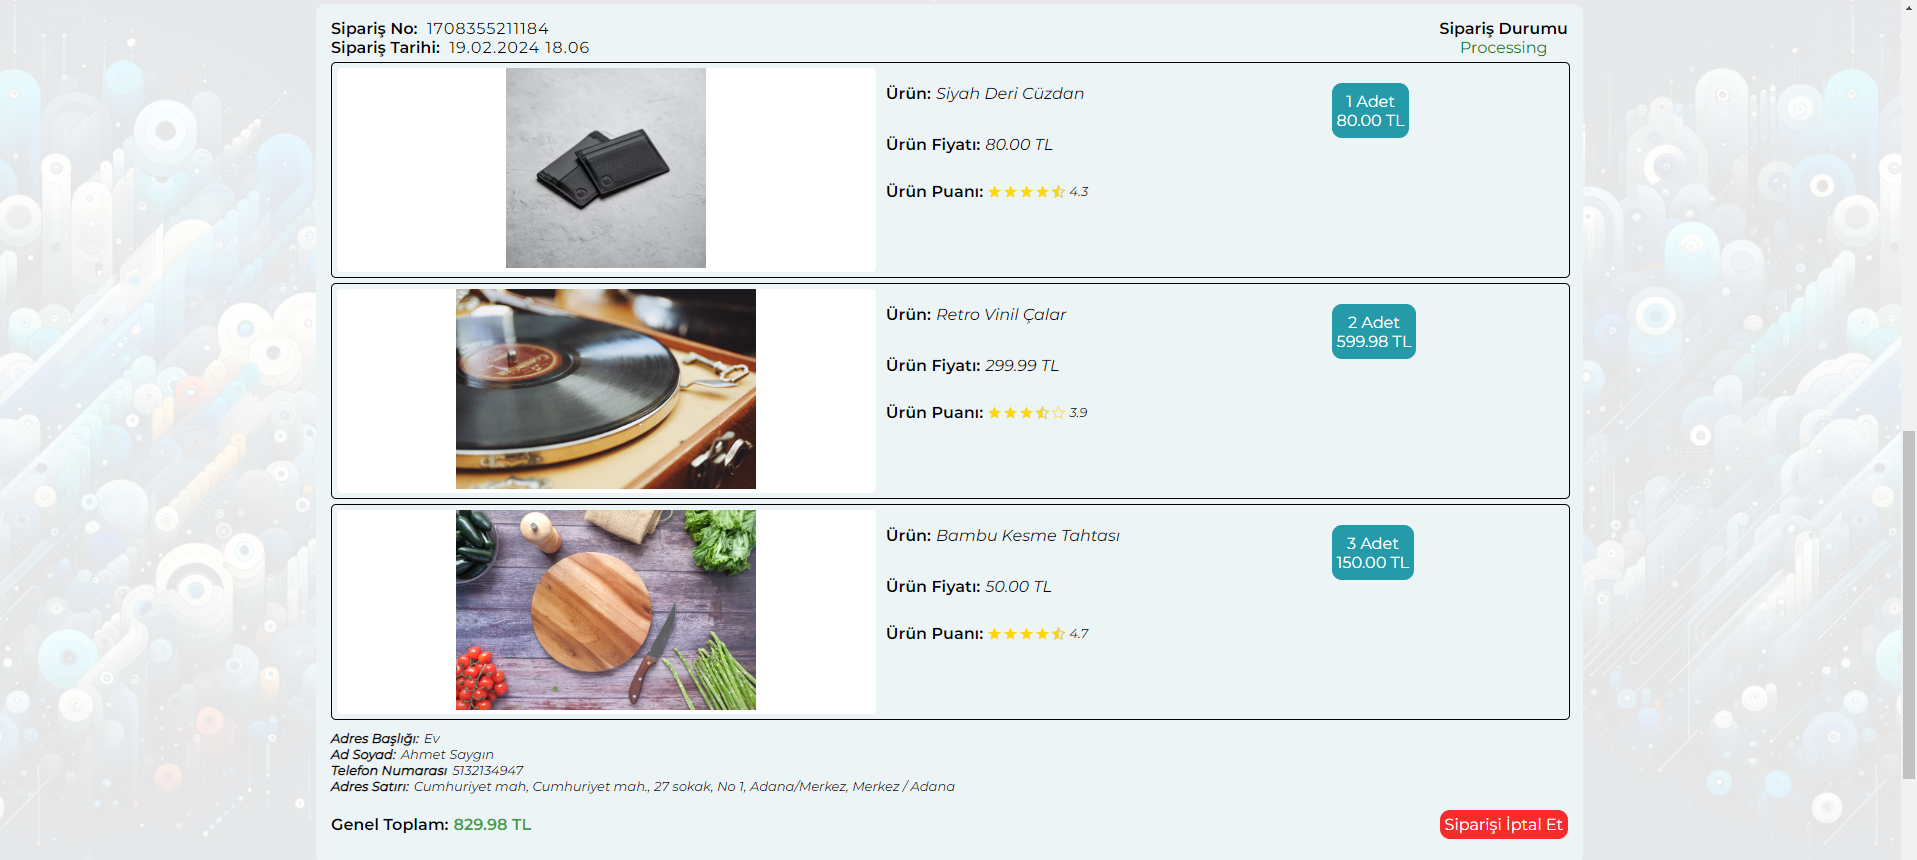 Sipariş No: 1708355211184
Sipariş Durumu
Sipariş Tarihi: 19.02.2024 18.06
Processing
Ürün: Siyah Deri Cüzdan
Ürün Fiyatı: 80.00 TL
Ürün Puanı: 4.3
1 Adet
80.00 TL
Ürün: Retro Vinil Çalar
Ürün Fiyatı: 299.99 TL
Ürün Puanı: 3.9
2 Adet
599.98 TL
Ürün: Bambu Kesme Tahtası
Ürün Fiyatı: 50.00 TL
Ürün Puanı: 4.7
3 Adet
150.00 TL
Adres Başlığı: Ev
Ad Soyad: Ahmet Saygın
Telefon Numarası 5132134947
Adres Satırı: Cumhuriyet mah, Cumhuriyet mah., 27 sokak, No 1, Adana/Merkez, Merkez / Adana
Genel Toplam: 829.98 TL
Siparişi İptal Et